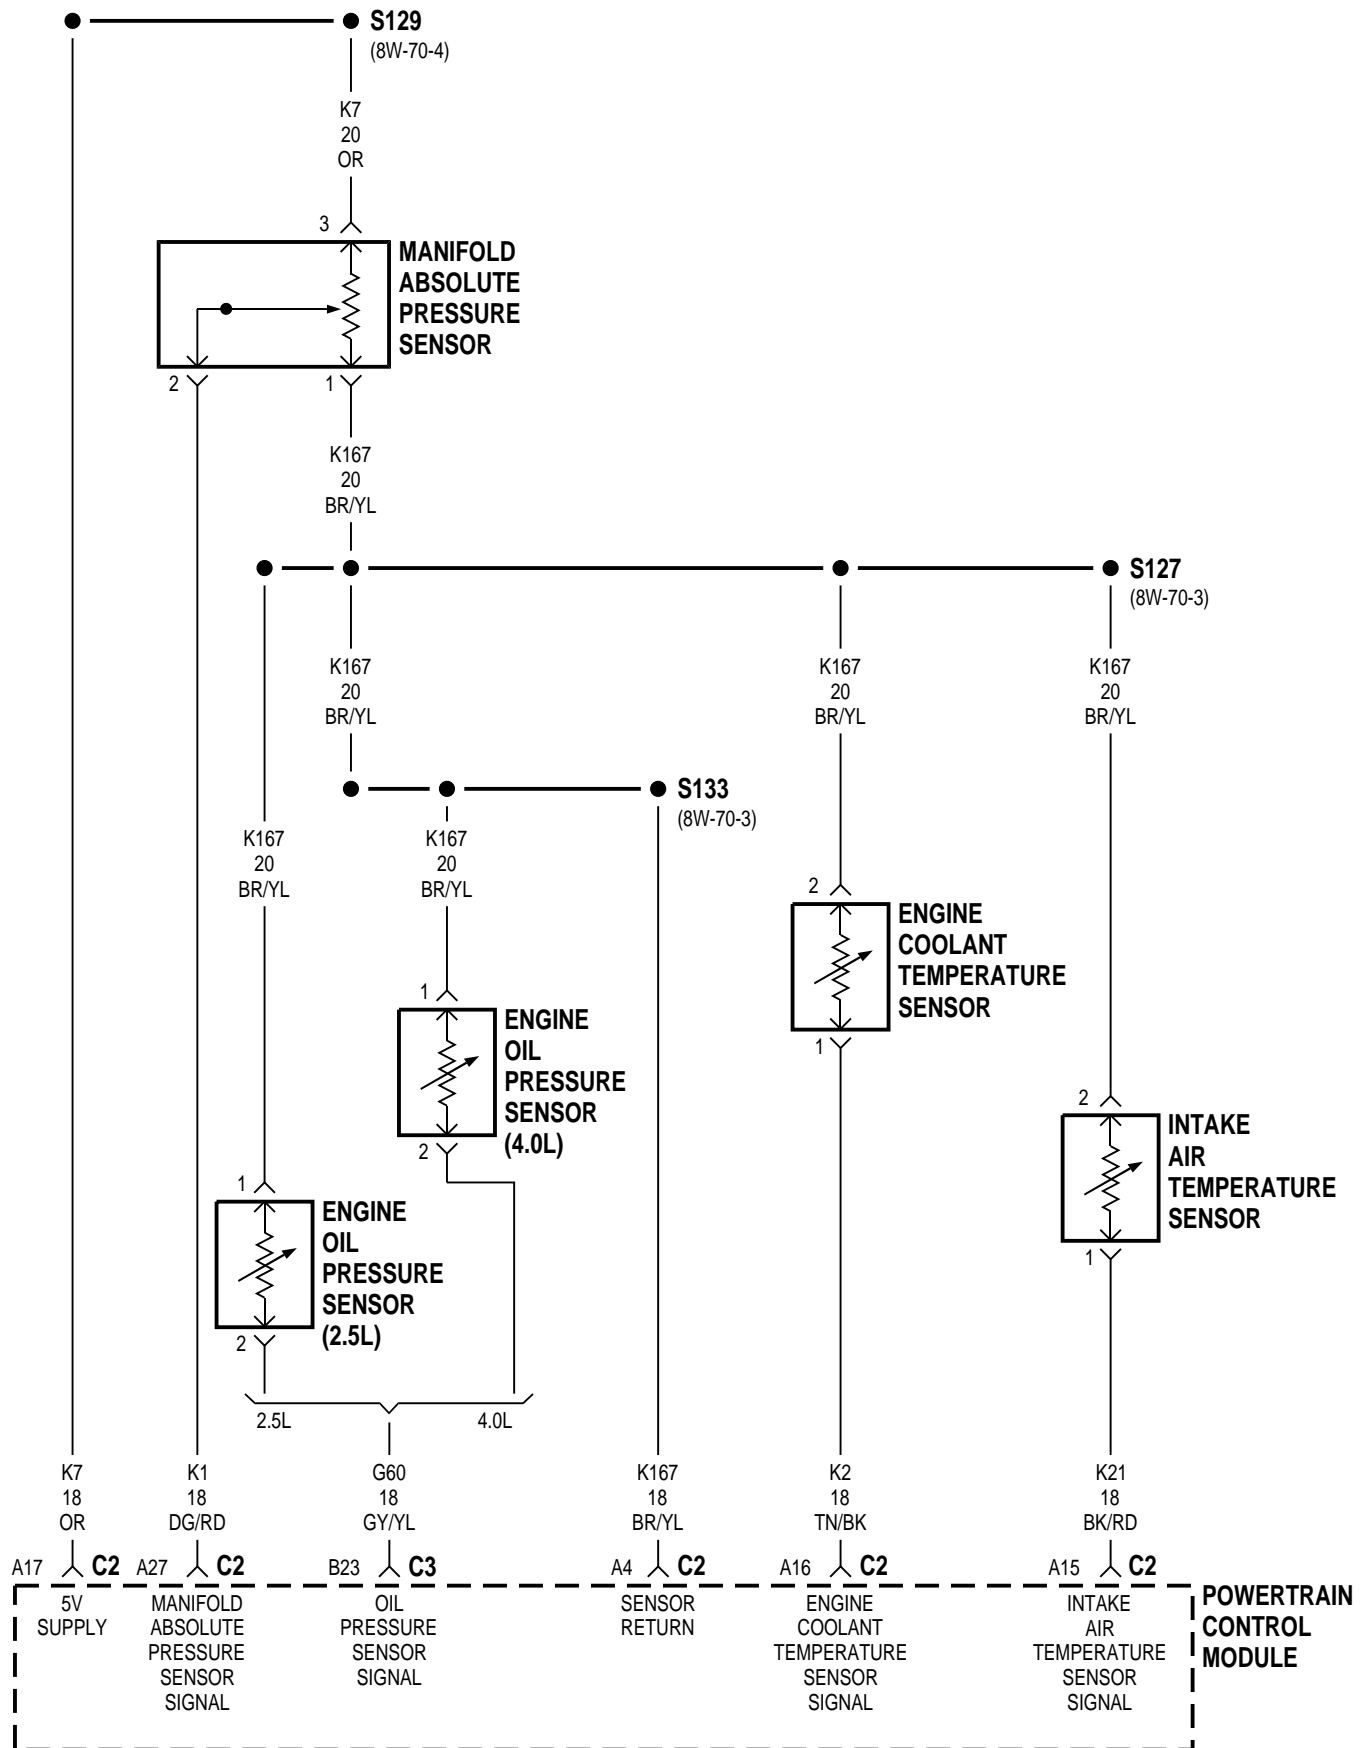 S129
(8W-70-4)
K7
20
OR
3
MANIFOLD
ABSOLUTE
PRESSURE
SENSOR
2
1
K167
20
BR/YL
S127
(8W-70-3)
K167
20
BR/YL
K167
20
BR/YL
K167
20
BR/YL
S133
(8W-70-3)
K167
20
BR/YL
K167
20
BR/YL
2
ENGINE
COOLANT
TEMPERATURE
SENSOR
1
1
ENGINE
OIL
PRESSURE
SENSOR
(4.0L)
2
2
INTAKE
AIR
TEMPERATURE
SENSOR
1
1
ENGINE
OIL
PRESSURE
SENSOR
(2.5L)
2
2.5L
4.0L
K7
18
OR
K1
18
DG/RD
G60
18
GY/YL
K167
18
BR/YL
K2
18
TN/BK
K21
18
BK/RD
A17 C2
A27 C2
B23 C3
A4 C2
A16 C2
A15 C2
5V
SUPPLY
MANIFOLD
ABSOLUTE
PRESSURE
SENSOR
SIGNAL
OIL
PRESSURE
SENSOR
SIGNAL
SENSOR
RETURN
ENGINE
COOLANT
TEMPERATURE
SENSOR
SIGNAL
INTAKE
AIR
TEMPERATURE
SENSOR
SIGNAL
POWERTRAIN
CONTROL
MODULE